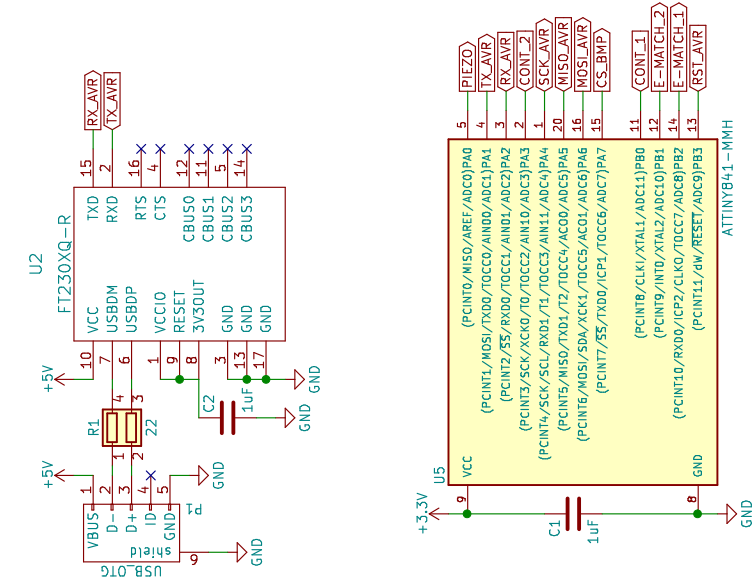 RX_AVR
TX_AVR
15
2
16
4
12
11
5
14
TXD
RXD
RTS
CTS
CBUS0
CBUS1
CBUS2
CBUS3
U2
FT230XQ-R
VCC
USBDM
USBDP
VCCIO
RESET
3V3OUT
GND
GND
GND
10
7
6
1
9
8
3
13
17
+5V
GND
C2
1uF
GND
R1
22
4
3
1
2
+5V
GND
1
2
3
4
5
P1
VBUS
D-
D+
ID
GND
shield
6
GND
USB_OTG
PIEZO
TX_AVR
RX_AVR
CONT_2
SCK_AVR
MISO_AVR
MOSI_AVR
CS_BMP
CONT_1
E-MATCH_2
E-MATCH_1
RST_AVR
5
4
3
2
1
20
16
15
11
12
14
13
(PCINT0/MISO/AREF/ADC0)PA0
(PCINT1/MOSI/TXD0/TOCC0/AIN00/ADC1)PA1
(PCINT2/SS/RXD0/TOCC1/AIN01/ADC2)PA2
(PCINT3/SCK/XCK0/T0/TOCC2/AIN10/ADC3)PA3
(PCINT4/SCK/SCL/RXD1/T1/TOCC3/AIN11/ADC4)PA4
(PCINT5/MISO/TXD1/T2/TOCC4/ACO0/ADC5)PA5
(PCINT6/MOSI/SDA/XCK1/TOCC5/ACO1/ADC6)PA6
(PCINT7/SS/TXD0/ICP1/TOCC6/ADC7)PA7
(PCINT8/CLKI/XTAL1/ADC11)PB0
(PCINT9/INT0/XTAL2/ADC10)PB1
(PCINT10/RXD0/ICP2/CLKO/TOCC7/ADC8)PB2
(PCINT11/dW/RESET/ADC9)PB3
ATTINY841-MMH
U5
VCC
GND
9
8
+3.3V
C1
1uF
GND